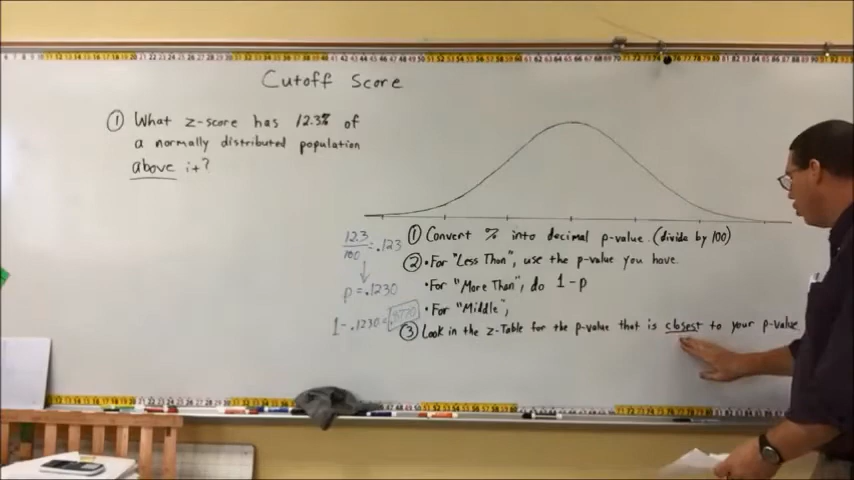 Cutoff Score
① What z-score has 12.3% of
a normally distributed population
above it?
12.3/100 = .123
p = .1230
1 - .1230 = .8770
① Convert % into decimal p-value. (divide by 100)
② • For "Less Than", use the p-value you have.
• For "More Than", do 1-p
• For "Middle",
③ Look in the z-Table for the p-value that is closest to your p-value